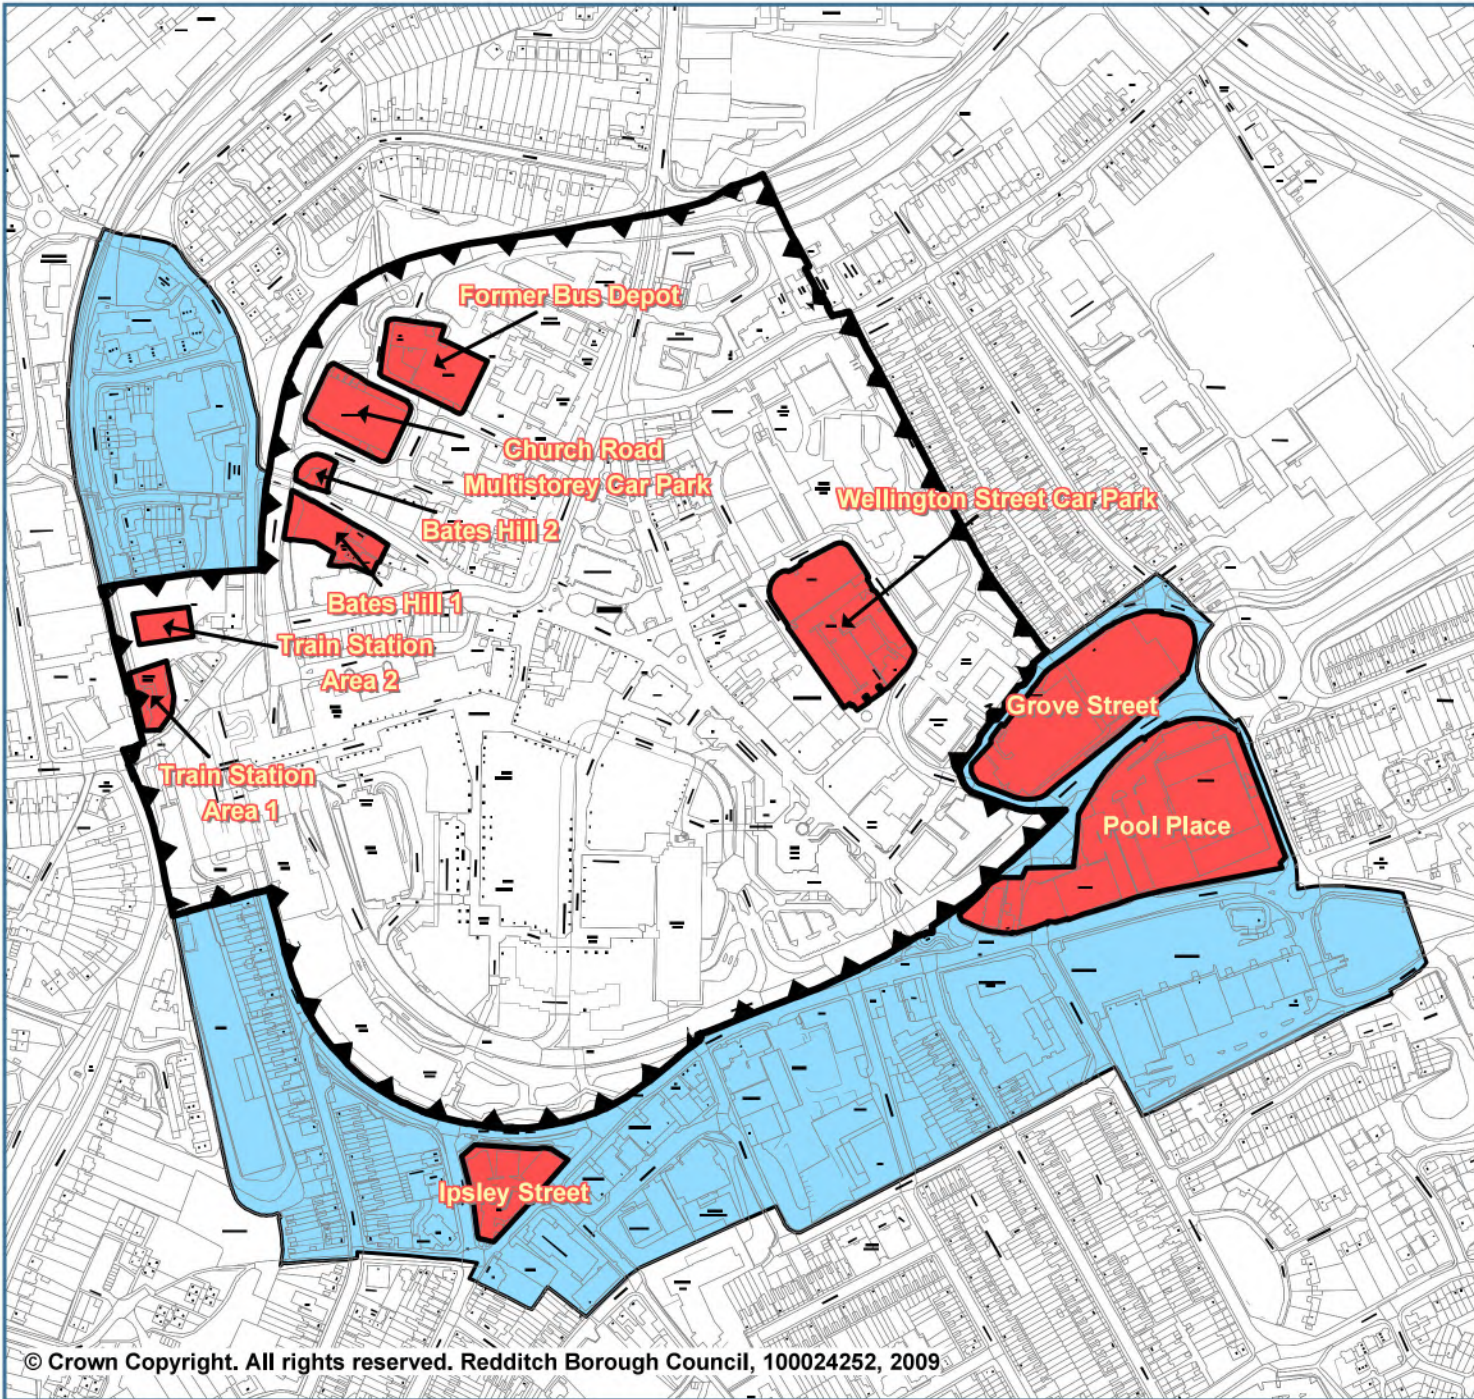 Former Bus Depot
Church Road
Multistorey Car Park
Wellington Street Car Park
Bates Hill 2
Bates Hill 1
Train Station
Area 2
Grove Street
Train Station
Area 1
Pool Place
Ipsley Street
© Crown Copyright. All rights reserved. Redditch Borough Council, 100024252, 2009